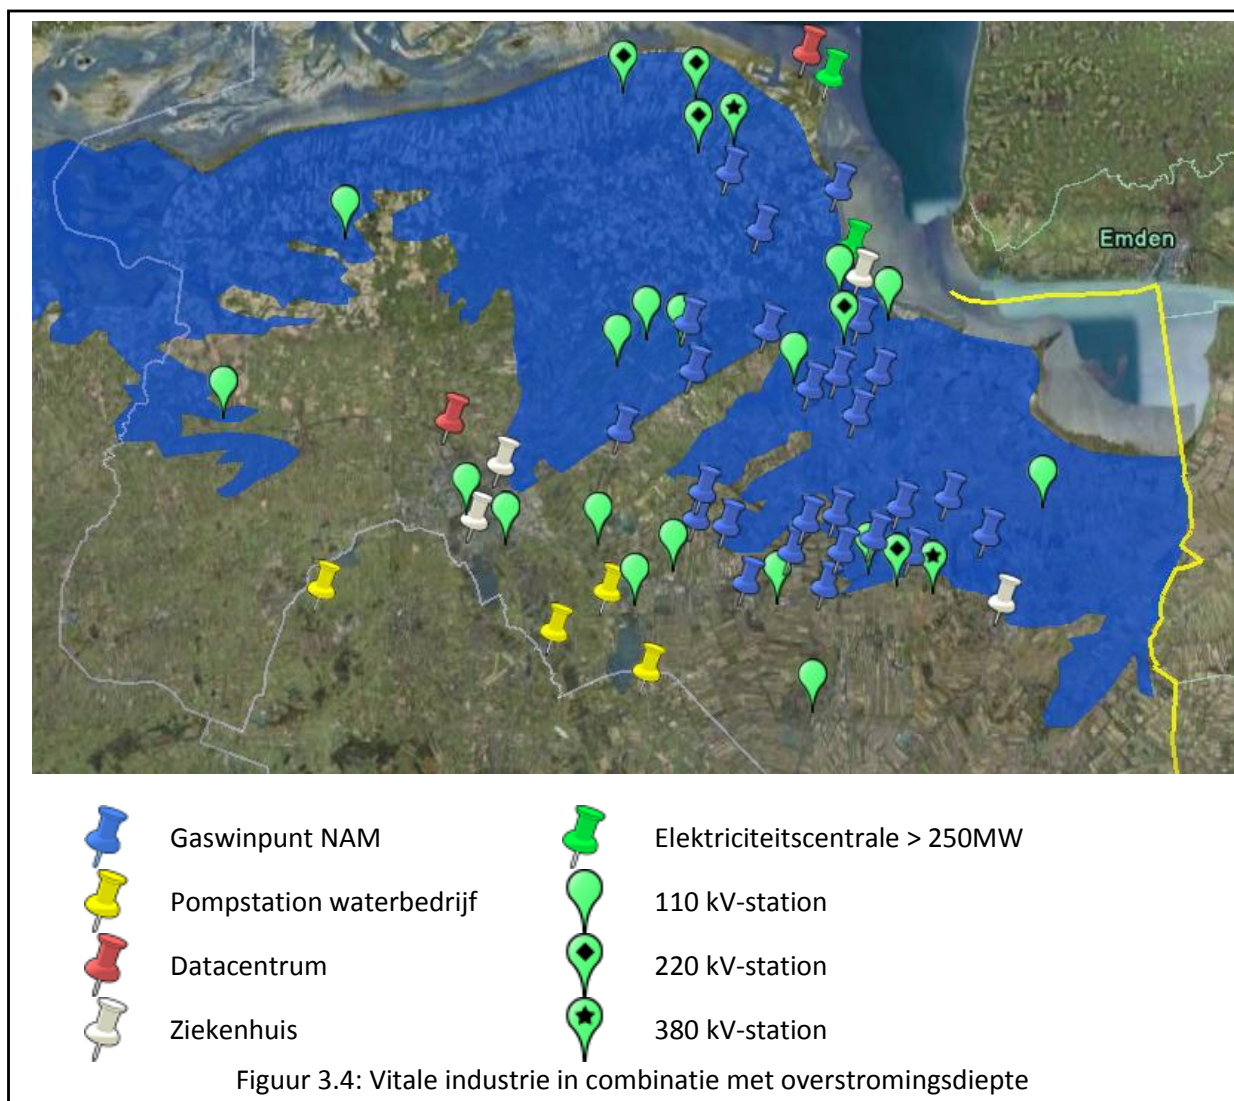 Emden
Gaswinpunt NAM
Elektriciteitscentrale > 250MW
Pompstation waterbedrijf
110 kV-station
Datacentrum
220 kV-station
Ziekenhuis
380 kV-station
Figuur 3.4: Vitale industrie in combinatie met overstromingsdiepte